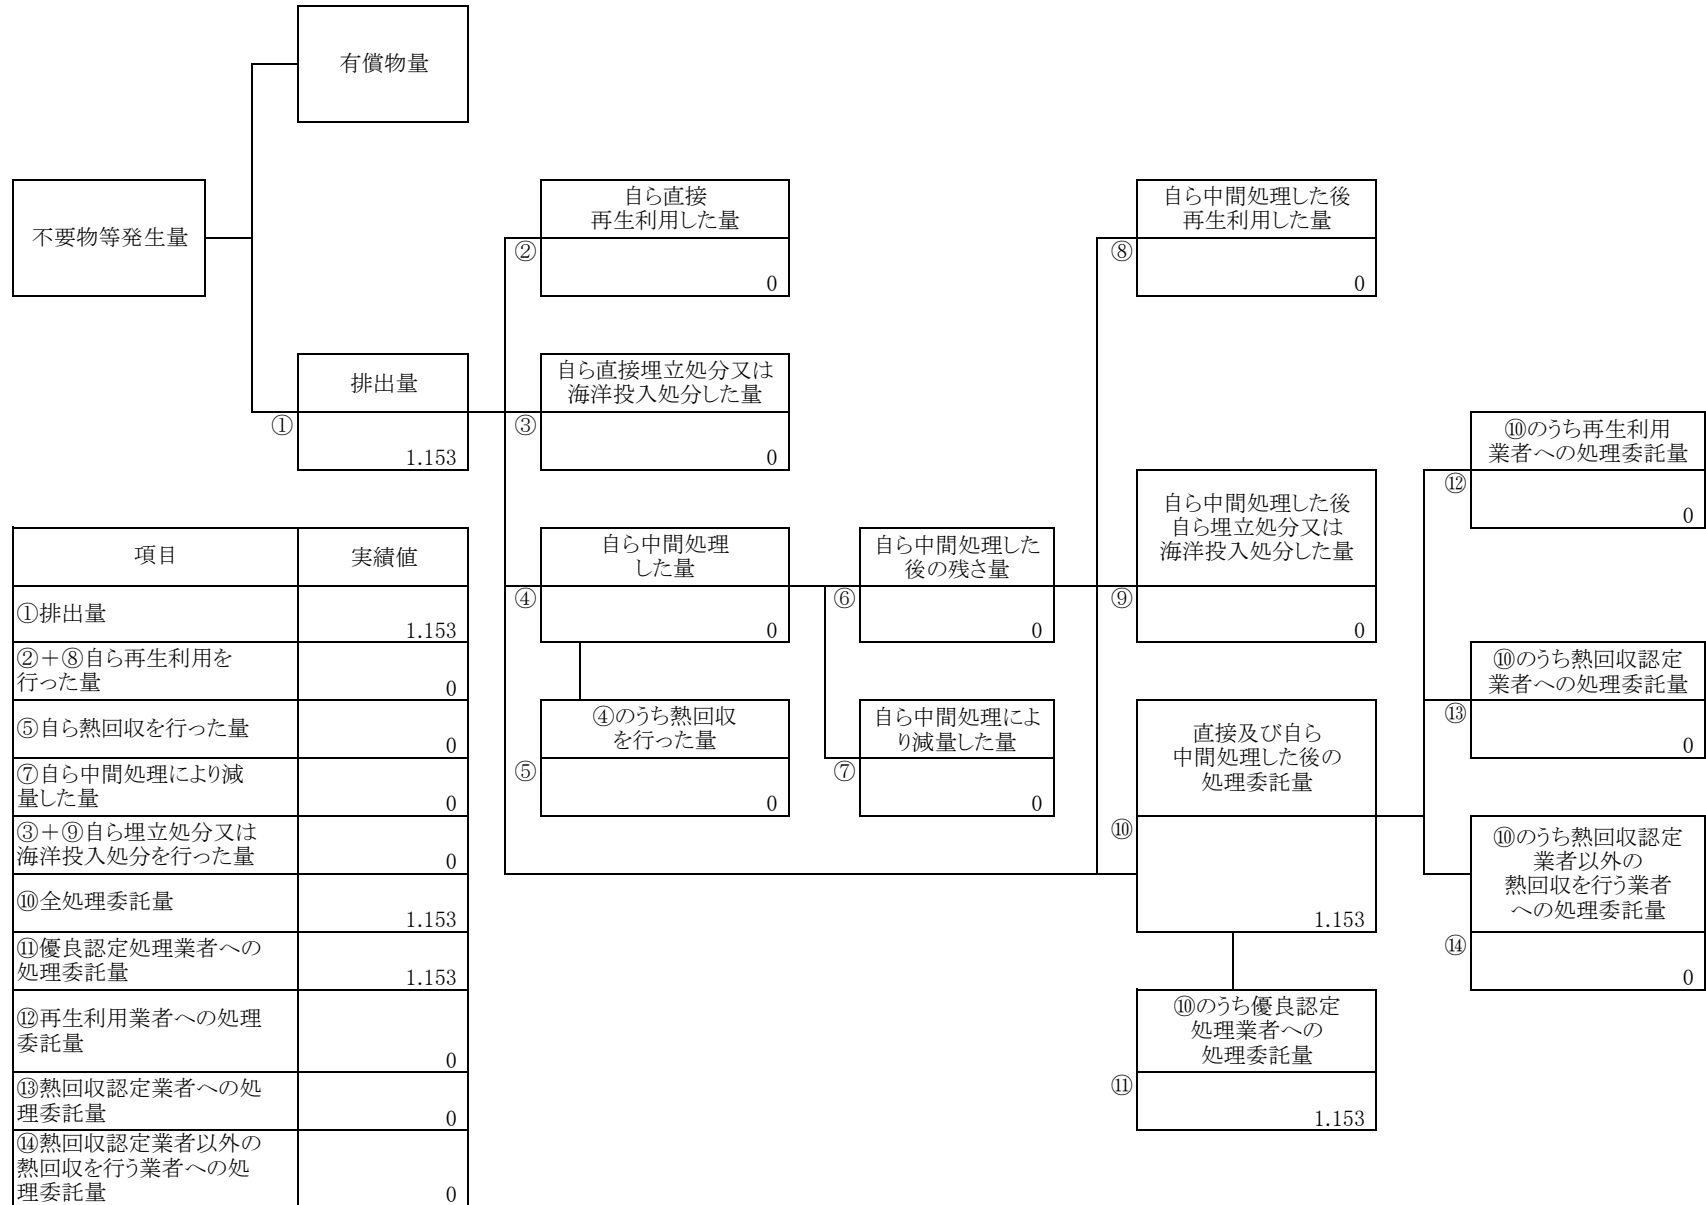 有償物量
不要物等発生量
自ら直接
再生利用した量
②
0
自ら中間処理した後
再生利用した量
⑧
0
排出量
①
1.153
自ら直接埋立処分又は
海洋投入処分した量
③
0
⑩のうち再生利用
業者への処理委託量
⑫
0
自ら中間処理した後
自ら埋立処分又は
海洋投入処分した量
⑨
0
自ら中間処理
した量
④
0
自ら中間処理した
後の残さ量
⑥
0
⑩のうち熱回収認定
業者への処理委託量
⑬
0
④のうち熱回収
を行った量
⑤
0
自ら中間処理によ
り減量した量
⑦
0
直接及び自ら
中間処理した後の
処理委託量
⑩
1.153
⑩のうち熱回収認定
業者以外の
熱回収を行う業者
への処理委託量
⑭
0
⑩のうち優良認定
処理業者への
処理委託量
⑪
1.153
項目 実績値
①排出量
1.153
②+⑧自ら再生利用を
行った量
0
⑤自ら熱回収を行った量
0
⑦自ら中間処理により減
量した量
0
③+⑨自ら埋立処分又は
海洋投入処分を行った量
0
⑩全処理委託量
1.153
⑪優良認定処理業者への
処理委託量
1.153
⑫再生利用業者への処理
委託量
0
⑬熱回収認定業者への処
理委託量
0
⑭熱回収認定業者以外の
熱回収を行う業者への処
理委託量
0